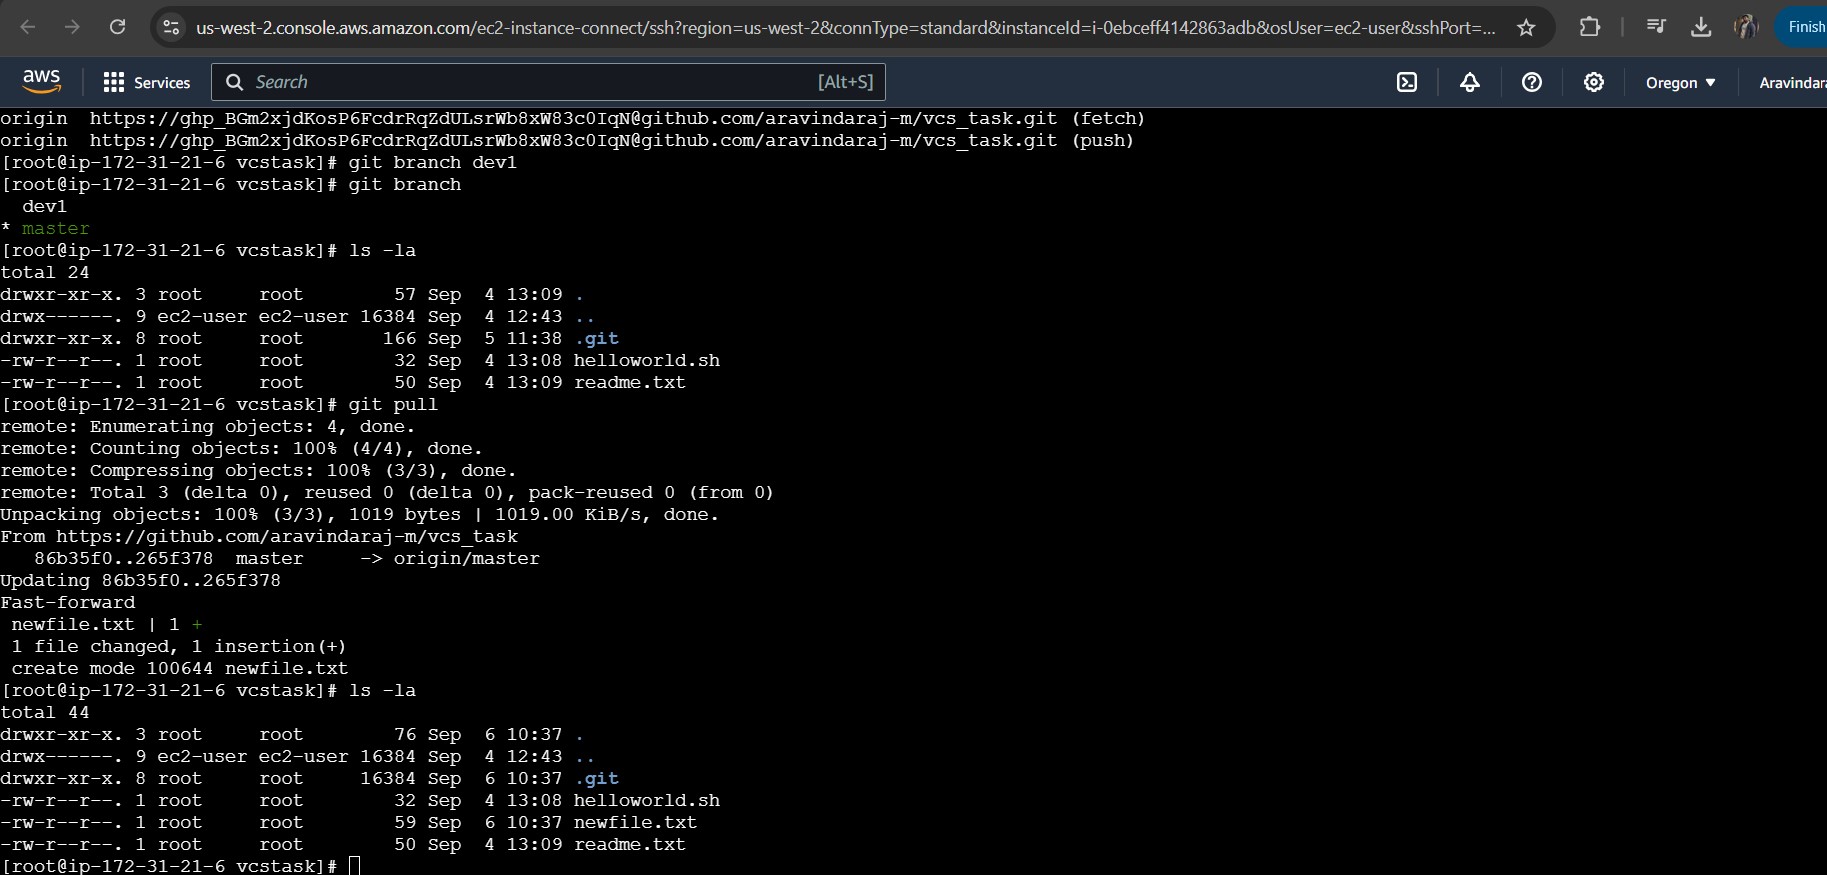 us-west-2.console.aws.amazon.com/ec2-instance-connect/ssh?region=us-west-2&connType=standard&instanceId=i-0ebceff4142863adb&osUser=ec2-user&sshPort=...
Finish
aws
Services
Search
[Alt+S]
Oregon
Aravindara
origin  https://[credential omitted]@github.com/aravindaraj-m/vcs_task.git (fetch)
origin  https://[credential omitted]@github.com/aravindaraj-m/vcs_task.git (push)
[root@ip-172-31-21-6 vcstask]# git branch dev1
[root@ip-172-31-21-6 vcstask]# git branch
  dev1
* master
[root@ip-172-31-21-6 vcstask]# ls -la
total 24
drwxr-xr-x. 3 root     root        57 Sep  4 13:09 .
drwx------. 9 ec2-user ec2-user 16384 Sep  4 12:43 ..
drwxr-xr-x. 8 root     root       166 Sep  5 11:38 .git
-rw-r--r--. 1 root     root        32 Sep  4 13:08 helloworld.sh
-rw-r--r--. 1 root     root        50 Sep  4 13:09 readme.txt
[root@ip-172-31-21-6 vcstask]# git pull
remote: Enumerating objects: 4, done.
remote: Counting objects: 100% (4/4), done.
remote: Compressing objects: 100% (3/3), done.
remote: Total 3 (delta 0), reused 0 (delta 0), pack-reused 0 (from 0)
Unpacking objects: 100% (3/3), 1019 bytes | 1019.00 KiB/s, done.
From https://github.com/aravindaraj-m/vcs_task
   86b35f0..265f378  master     -> origin/master
Updating 86b35f0..265f378
Fast-forward
 newfile.txt | 1 +
 1 file changed, 1 insertion(+)
 create mode 100644 newfile.txt
[root@ip-172-31-21-6 vcstask]# ls -la
total 44
drwxr-xr-x. 3 root     root        76 Sep  6 10:37 .
drwx------. 9 ec2-user ec2-user 16384 Sep  4 12:43 ..
drwxr-xr-x. 8 root     root     16384 Sep  6 10:37 .git
-rw-r--r--. 1 root     root        32 Sep  4 13:08 helloworld.sh
-rw-r--r--. 1 root     root        59 Sep  6 10:37 newfile.txt
-rw-r--r--. 1 root     root        50 Sep  4 13:09 readme.txt
[root@ip-172-31-21-6 vcstask]#